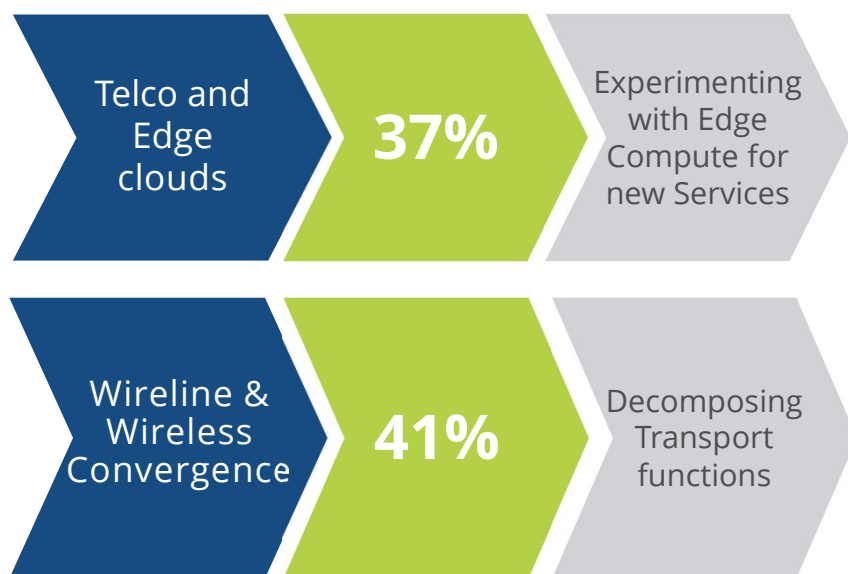 Telco and
Edge
clouds
37%
Experimenting
with Edge
Compute for
new Services
Wireline &
Wireless
Convergence
41%
Decomposing
Transport
functions